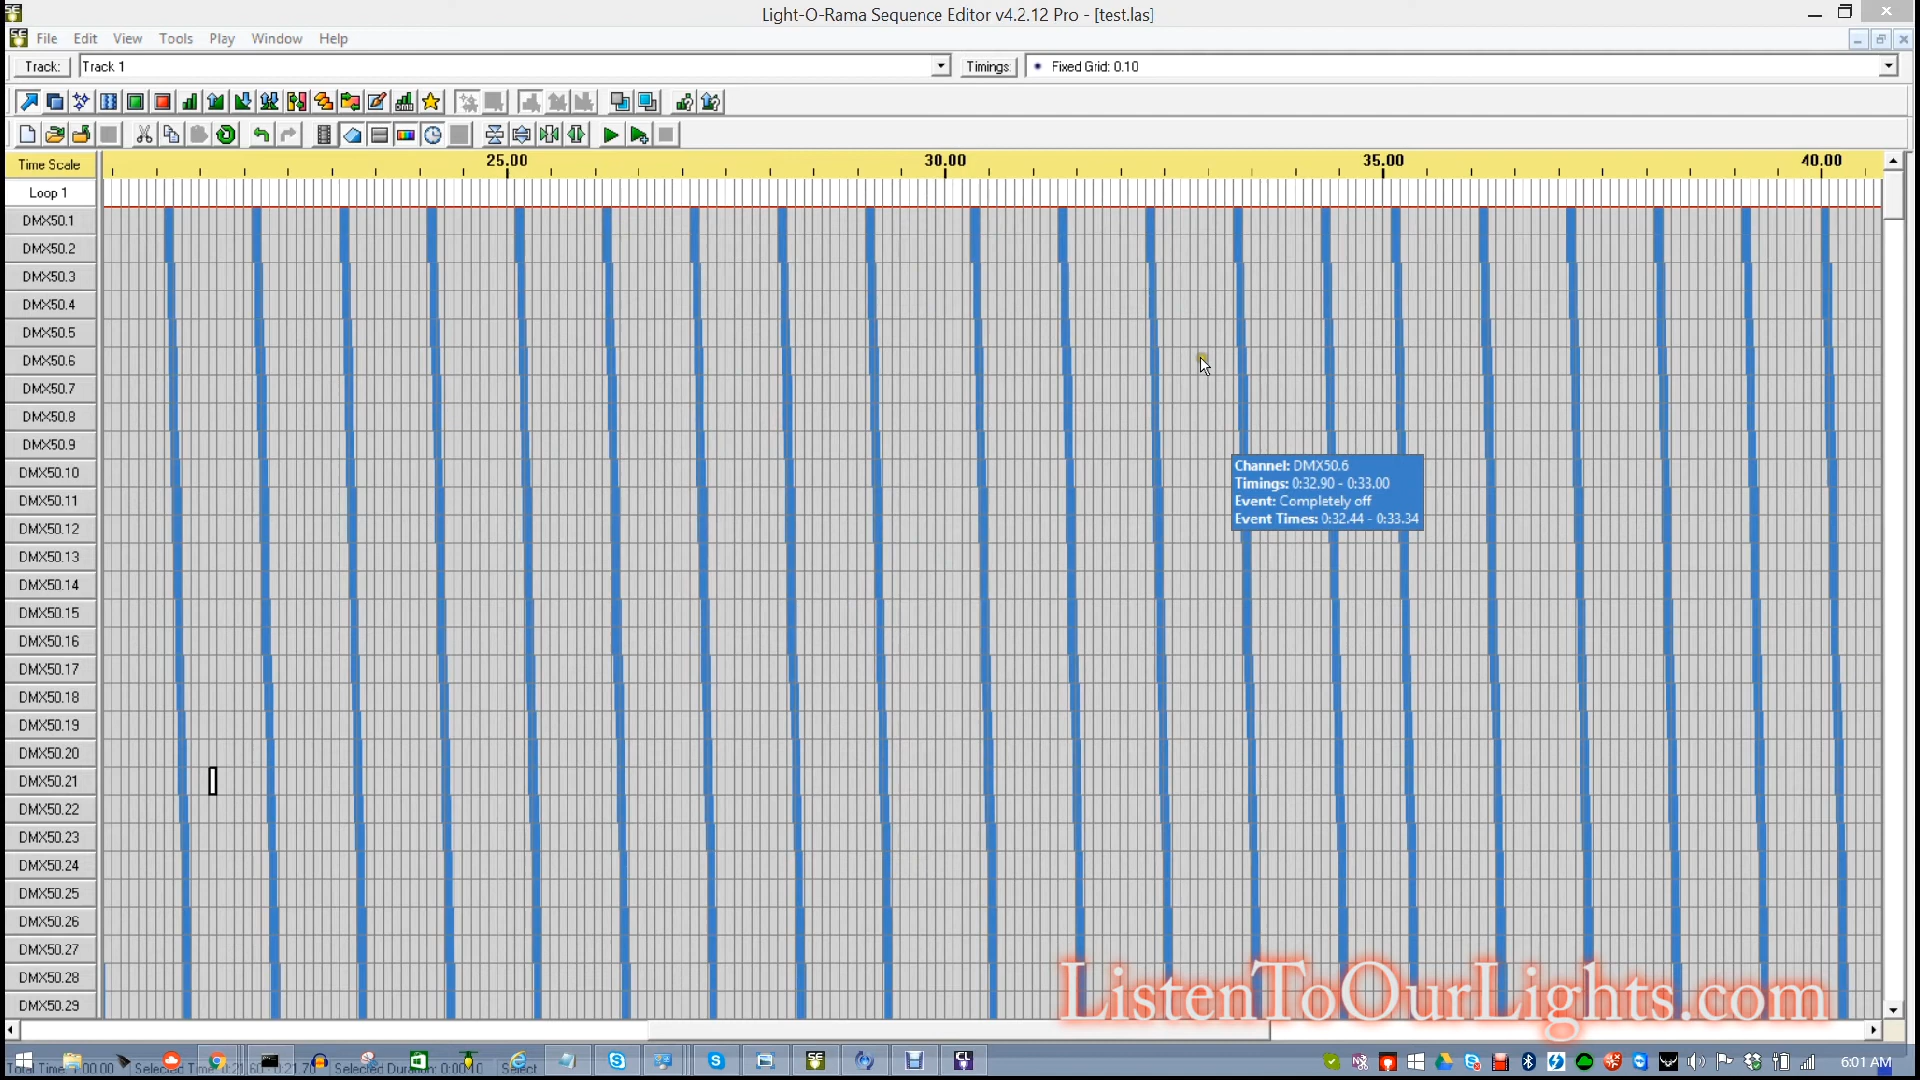 Light-O-Rama Sequence Editor v4.2.12 Pro - [test.las]
File Edit View Tools Play Window Help
Track: Track 1 Timings: Fixed Grid: 0.10
Time Scale 25.00 30.00 35.00 40.00
Loop 1
DMX50.1
DMX50.2
DMX50.3
DMX50.4
DMX50.5
DMX50.6
DMX50.7
DMX50.8
DMX50.9
DMX50.10
DMX50.11
DMX50.12
DMX50.13
DMX50.14
DMX50.15
DMX50.16
DMX50.17
DMX50.18
DMX50.19
DMX50.20
DMX50.21
DMX50.22
DMX50.23
DMX50.24
DMX50.25
DMX50.26
DMX50.27
DMX50.28
DMX50.29
Channel: DMX50.6
Timings: 0:32.90 - 0:33.00
Event: Completely off
Event Times: 0:32.44 - 0:33.34
ListenToOurLights.com
6:01 AM